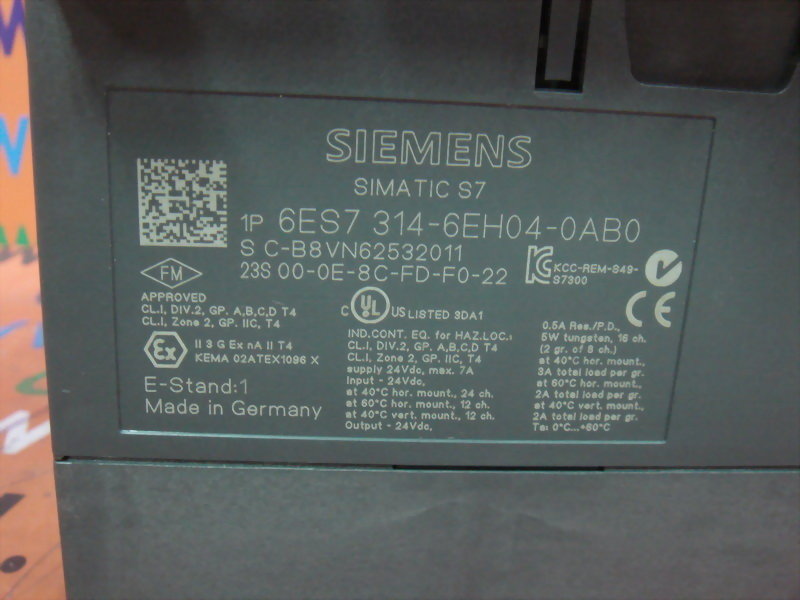 SIEMENS
SIMATIC S7
1P 6ES7 314-6EH04-0AB0
S C-B8VN62532011
23S 00-0E-8C-FD-F0-22
KCC-REM-S49-
S7300
FM
APPROVED
CL.I, DIV.2, GP. A,B,C,D T4
CL.I, Zone 2, GP. IIC, T4
Ex II 3 G Ex nA II T4
KEMA 02ATEX1096 X
E-Stand:1
Made in Germany
C UL US LISTED 3DA1
IND.CONT. EQ. for HAZ.LOC.:
CL.I, DIV.2, GP. A,B,C,D T4
CL.I, Zone 2, GP. IIC, T4
supply 24Vdc, max. 7A
Input - 24Vdc,
at 40°C hor. mount., 24 ch.
at 60°C hor. mount., 12 ch.
at 40°C vert. mount., 12 ch.
Output - 24Vdc,
CE
0.5A Res./P.D.,
5W tungsten, 16 ch.
(2 gr. of 8 ch.)
at 40°C hor. mount.,
3A total load per gr.
at 60°C hor. mount.,
2A total load per gr.
at 40°C vert. mount.,
2A total load per gr.
Ta: 0°C...+60°C